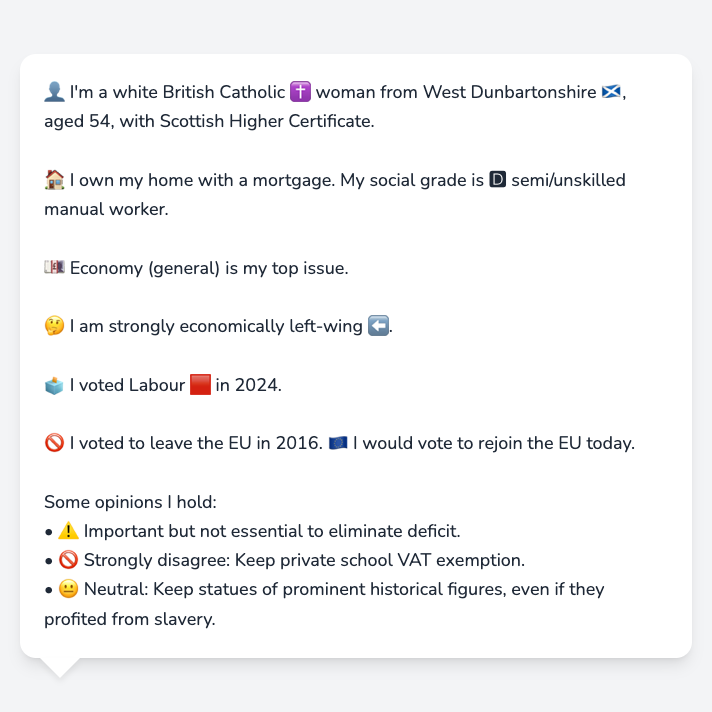 👤 I'm a white British Catholic ✝️ woman from West Dunbartonshire 🏴󠁧󠁢󠁳󠁣󠁴󠁿,
aged 54, with Scottish Higher Certificate.
🏠 I own my home with a mortgage. My social grade is 🅳 semi/unskilled
manual worker.
💷 Economy (general) is my top issue.
🤔 I am strongly economically left-wing ⬅️.
🗳️ I voted Labour 🟥 in 2024.
🚫 I voted to leave the EU in 2016. 🇪🇺 I would vote to rejoin the EU today.
Some opinions I hold:
• ⚠️ Important but not essential to eliminate deficit.
• 🚫 Strongly disagree: Keep private school VAT exemption.
• 😐 Neutral: Keep statues of prominent historical figures, even if they
profited from slavery.